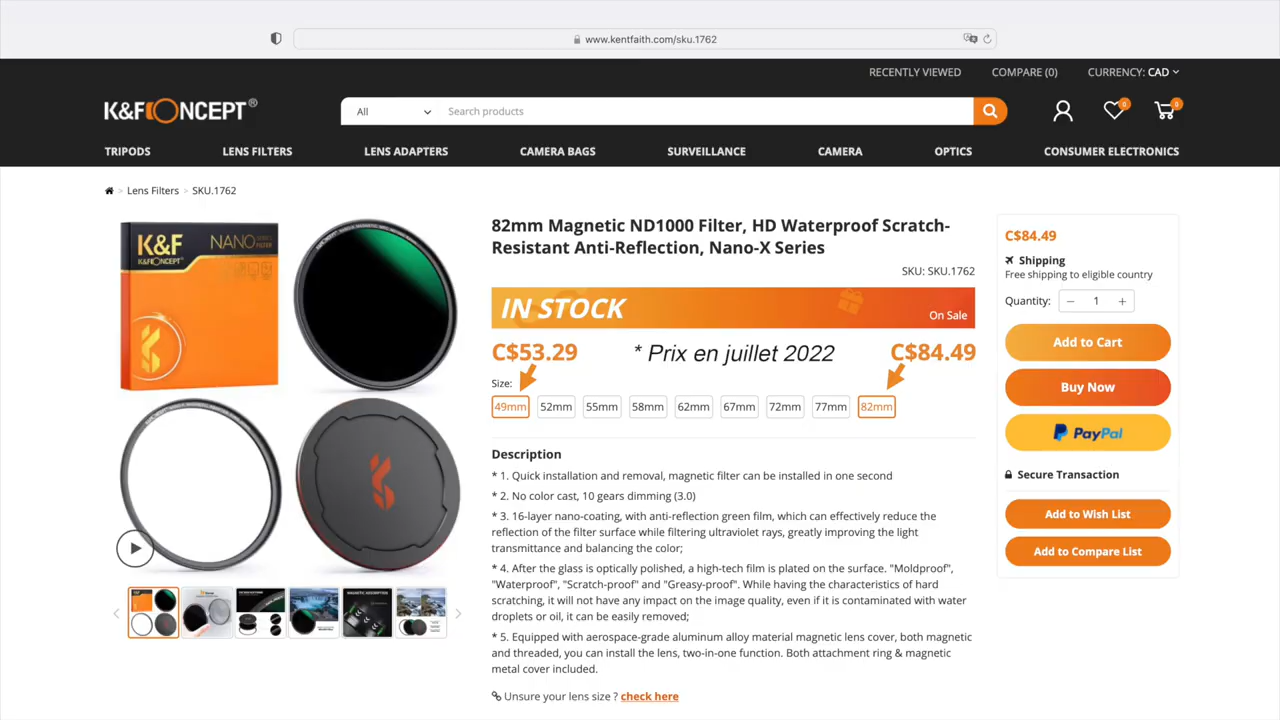 www.kentfaith.com/sku.1762
RECENTLY VIEWED
COMPARE (0)
CURRENCY: CAD
K&F CONCEPT®
All
Search products
0
0
TRIPODS
LENS FILTERS
LENS ADAPTERS
CAMERA BAGS
SURVEILLANCE
CAMERA
OPTICS
CONSUMER ELECTRONICS
> Lens Filters > SKU.1762
K&F
K&F CONCEPT
NANO
82mm Magnetic ND1000 Filter, HD Waterproof Scratch-
Resistant Anti-Reflection, Nano-X Series
SKU: SKU.1762
IN STOCK
On Sale
C$53.29
* Prix en juillet 2022
C$84.49
Size:
49mm
52mm
55mm
58mm
62mm
67mm
72mm
77mm
82mm
Description
* 1. Quick installation and removal, magnetic filter can be installed in one second
* 2. No color cast, 10 gears dimming (3.0)
* 3. 16-layer nano-coating, with anti-reflection green film, which can effectively reduce the
reflection of the filter surface while filtering ultraviolet rays, greatly improving the light
transmittance and balancing the color;
* 4. After the glass is optically polished, a high-tech film is plated on the surface. "Moldproof",
"Waterproof", "Scratch-proof" and "Greasy-proof". While having the characteristics of hard
scratching, it will not have any impact on the image quality, even if it is contaminated with water
droplets or oil, it can be easily removed;
* 5. Equipped with aerospace-grade aluminum alloy material magnetic lens cover, both magnetic
and threaded, you can install the lens, two-in-one function. Both attachment ring & magnetic
metal cover included.
Unsure your lens size ? check here
C$84.49
Shipping
Free shipping to eligible country
Quantity:
1
Add to Cart
Buy Now
PayPal
Secure Transaction
Add to Wish List
Add to Compare List